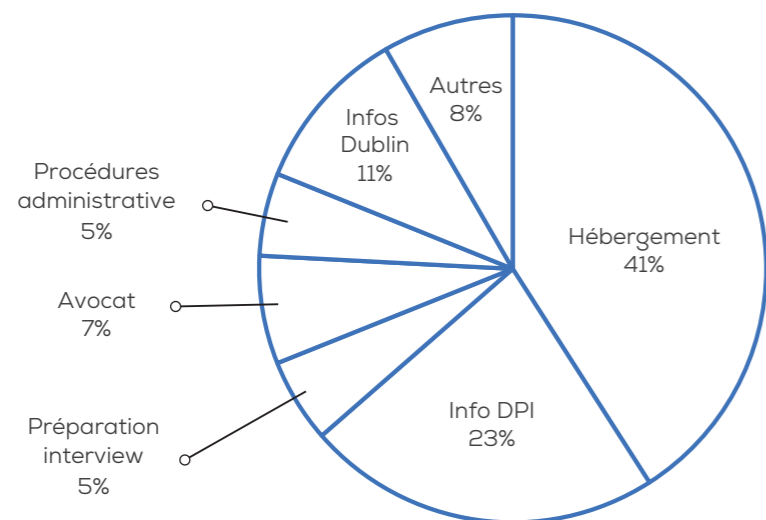 Autres
8%
Infos
Dublin
11%
Procédures
administrative
5%
Hébergement
41%
Avocat
7%
Info DPI
23%
Préparation
interview
5%